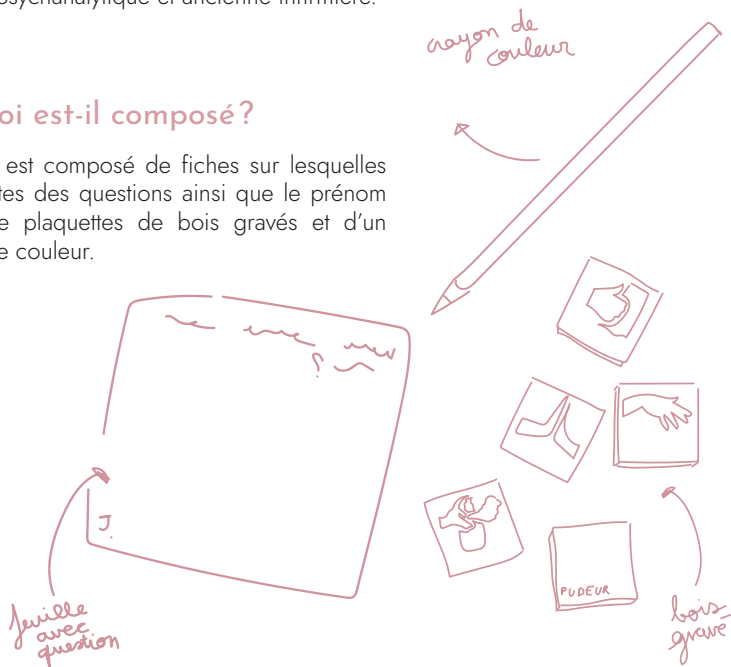 psychanalytique et ancienne infirmière.
crayon de
couleur
oi est-il composé ?
est composé de fiches sur lesquelles
tes des questions ainsi que le prénom
e plaquettes de bois gravés et d’un
e couleur.
?
J.
PUDEUR
feuille
avec
question
bois
gravé